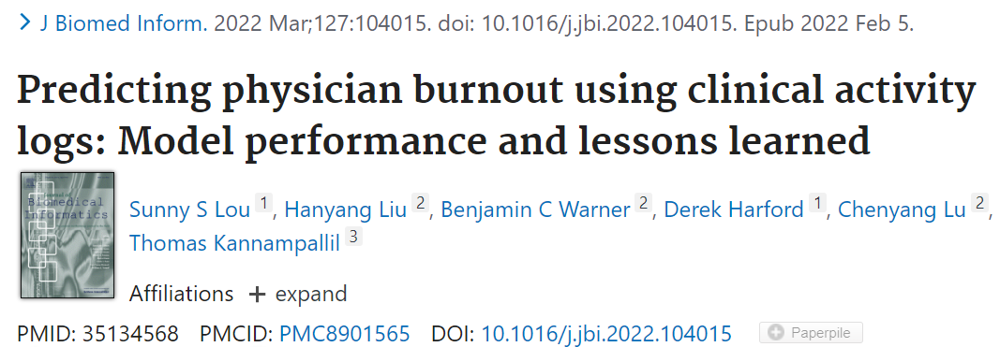 J Biomed Inform. 2022 Mar;127:104015. doi: 10.1016/j.jbi.2022.104015. Epub 2022 Feb 5.
Predicting physician burnout using clinical activity
logs: Model performance and lessons learned
Journal of
Biomedical
Informatics
Sunny S Lou 1, Hanyang Liu 2, Benjamin C Warner 2, Derek Harford 1, Chenyang Lu 2,
Thomas Kannampallil 3
Affiliations + expand
PMID: 35134568 PMCID: PMC8901565 DOI: 10.1016/j.jbi.2022.104015 Paperpile